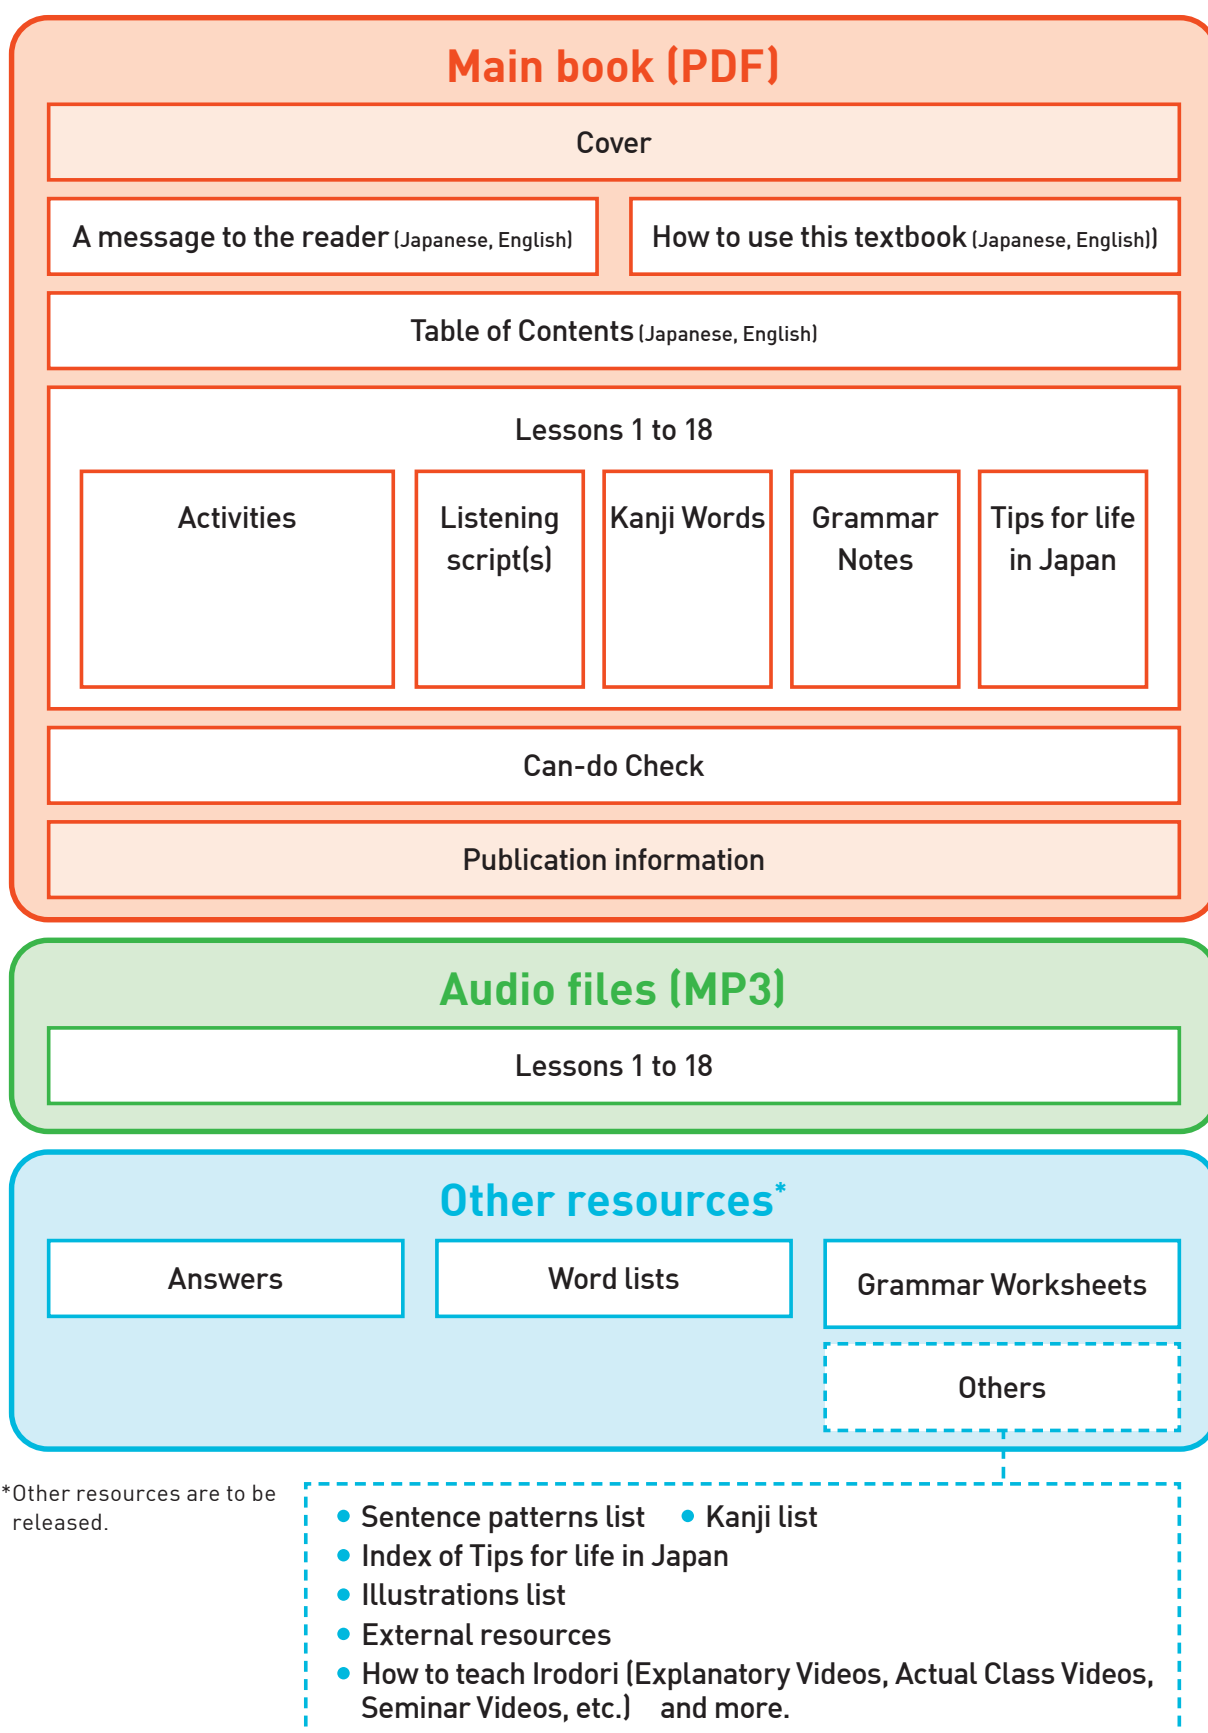 Main book (PDF)
Cover
A message to the reader (Japanese, English)
How to use this textbook (Japanese, English))
Table of Contents (Japanese, English)
Lessons 1 to 18
Activities
Listening
script(s)
Kanji Words
Grammar
Notes
Tips for life
in Japan
Can-do Check
Publication information
Audio files (MP3)
Lessons 1 to 18
Other resources*
Answers
Word lists
Grammar Worksheets
Others
*Other resources are to be
released.
• Sentence patterns list • Kanji list
• Index of Tips for life in Japan
• Illustrations list
• External resources
• How to teach Irodori (Explanatory Videos, Actual Class Videos,
Seminar Videos, etc.) and more.